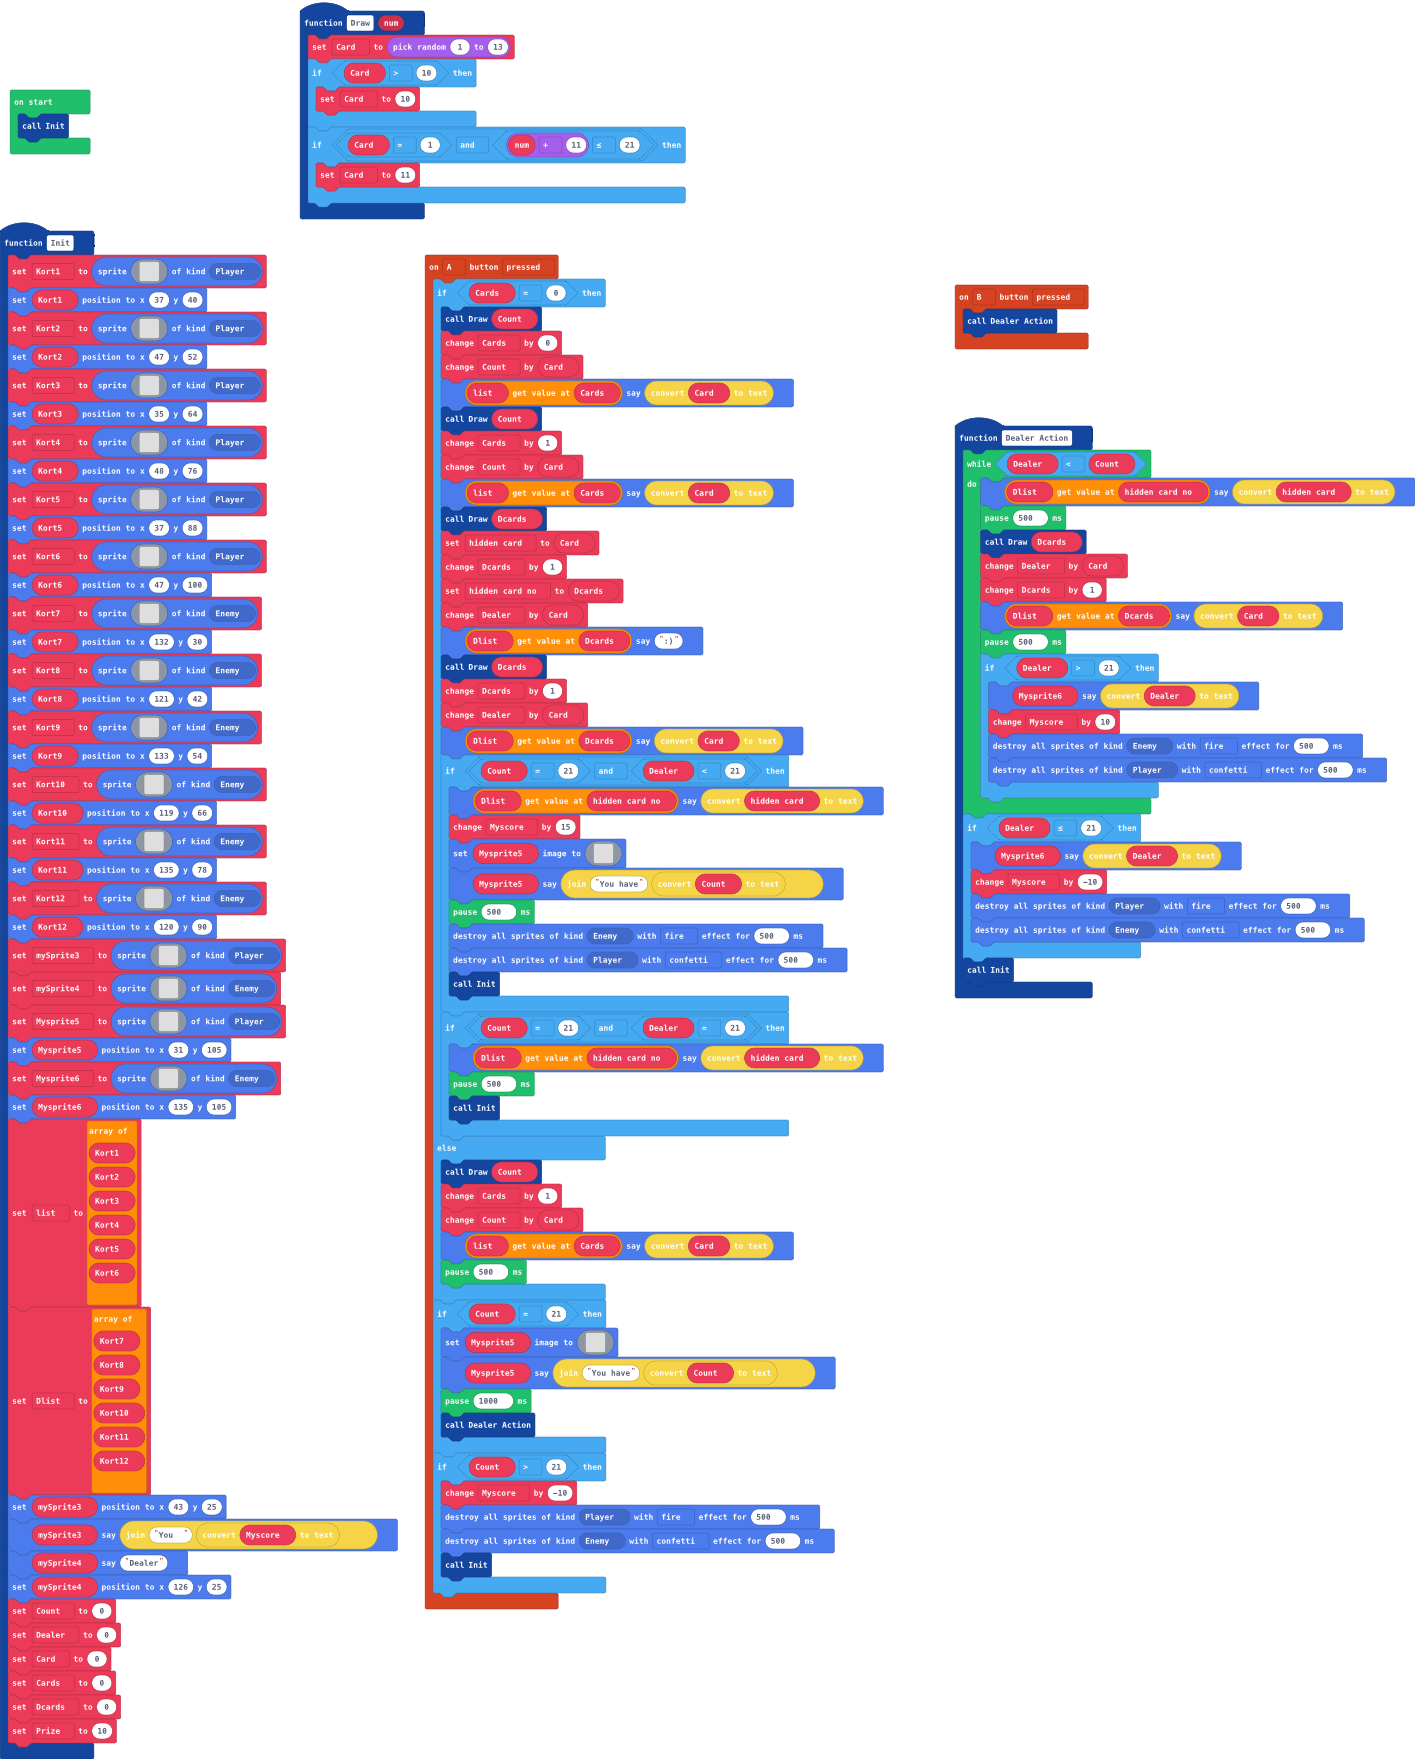 function Draw num
set Card to pick random 1 to 13
if Card > 10 then
set Card to 10
if Card = 1 and num + 11 ≤ 21 then
set Card to 11
on start
call Init
function Init
set Kort1 to sprite of kind Player
set Kort1 position to x 37 y 40
set Kort2 to sprite of kind Player
set Kort2 position to x 47 y 52
set Kort3 to sprite of kind Player
set Kort3 position to x 35 y 64
set Kort4 to sprite of kind Player
set Kort4 position to x 48 y 76
set Kort5 to sprite of kind Player
set Kort5 position to x 37 y 88
set Kort6 to sprite of kind Player
set Kort6 position to x 47 y 100
set Kort7 to sprite of kind Enemy
set Kort7 position to x 132 y 30
set Kort8 to sprite of kind Enemy
set Kort8 position to x 121 y 42
set Kort9 to sprite of kind Enemy
set Kort9 position to x 133 y 54
set Kort10 to sprite of kind Enemy
set Kort10 position to x 119 y 66
set Kort11 to sprite of kind Enemy
set Kort11 position to x 135 y 78
set Kort12 to sprite of kind Enemy
set Kort12 position to x 120 y 90
set mySprite3 to sprite of kind Player
set mySprite4 to sprite of kind Enemy
set Mysprite5 to sprite of kind Player
set Mysprite5 position to x 31 y 105
set Mysprite6 to sprite of kind Enemy
set Mysprite6 position to x 135 y 105
array of
Kort1
Kort2
Kort3
set list to
Kort4
Kort5
Kort6
array of
Kort7
Kort8
Kort9
set Dlist to
Kort10
Kort11
Kort12
set mySprite3 position to x 43 y 25
mySprite3 say join "You " convert Myscore to text
mySprite4 say "Dealer"
set mySprite4 position to x 126 y 25
set Count to 0
set Dealer to 0
set Card to 0
set Cards to 0
set Dcards to 0
set Prize to 10
on A button pressed
if Cards = 0 then
call Draw Count
change Cards by 0
change Count by Card
list get value at Cards say convert Card to text
call Draw Count
change Cards by 1
change Count by Card
list get value at Cards say convert Card to text
call Draw Dcards
set hidden card to Card
change Dcards by 1
set hidden card no to Dcards
change Dealer by Card
Dlist get value at Dcards say ":)"
call Draw Dcards
change Dcards by 1
change Dealer by Card
Dlist get value at Dcards say convert Card to text
if Count = 21 and Dealer < 21 then
Dlist get value at hidden card no say convert hidden card to text
change Myscore by 15
set Mysprite5 image to
Mysprite5 say join "You have" convert Count to text
pause 500 ms
destroy all sprites of kind Enemy with fire effect for 500 ms
destroy all sprites of kind Player with confetti effect for 500 ms
call Init
if Count = 21 and Dealer = 21 then
Dlist get value at hidden card no say convert hidden card to text
pause 500 ms
call Init
else
call Draw Count
change Cards by 1
change Count by Card
list get value at Cards say convert Card to text
pause 500 ms
if Count = 21 then
set Mysprite5 image to
Mysprite5 say join "You have" convert Count to text
pause 1000 ms
call Dealer Action
if Count > 21 then
change Myscore by −10
destroy all sprites of kind Player with fire effect for 500 ms
destroy all sprites of kind Enemy with confetti effect for 500 ms
call Init
on B button pressed
call Dealer Action
function Dealer Action
while Dealer < Count
do
Dlist get value at hidden card no say convert hidden card to text
pause 500 ms
call Draw Dcards
change Dealer by Card
change Dcards by 1
Dlist get value at Dcards say convert Card to text
pause 500 ms
if Dealer > 21 then
Mysprite6 say convert Dealer to text
change Myscore by 10
destroy all sprites of kind Enemy with fire effect for 500 ms
destroy all sprites of kind Player with confetti effect for 500 ms
if Dealer ≤ 21 then
Mysprite6 say convert Dealer to text
change Myscore by −10
destroy all sprites of kind Player with fire effect for 500 ms
destroy all sprites of kind Enemy with confetti effect for 500 ms
call Init